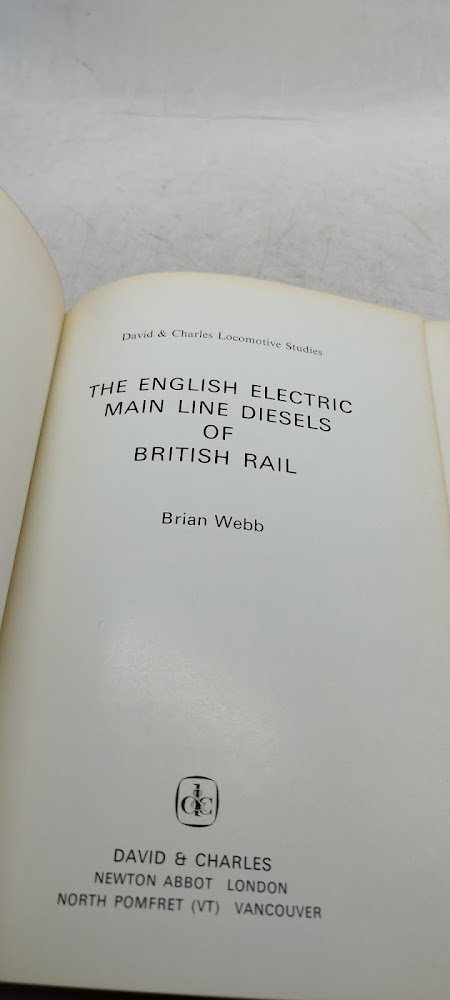 David & Charles Locomotive Studies
THE ENGLISH ELECTRIC
MAIN LINE DIESELS
OF
BRITISH RAIL
Brian Webb
D&C
DAVID & CHARLES
NEWTON ABBOT LONDON
NORTH POMFRET (VT) VANCOUVER